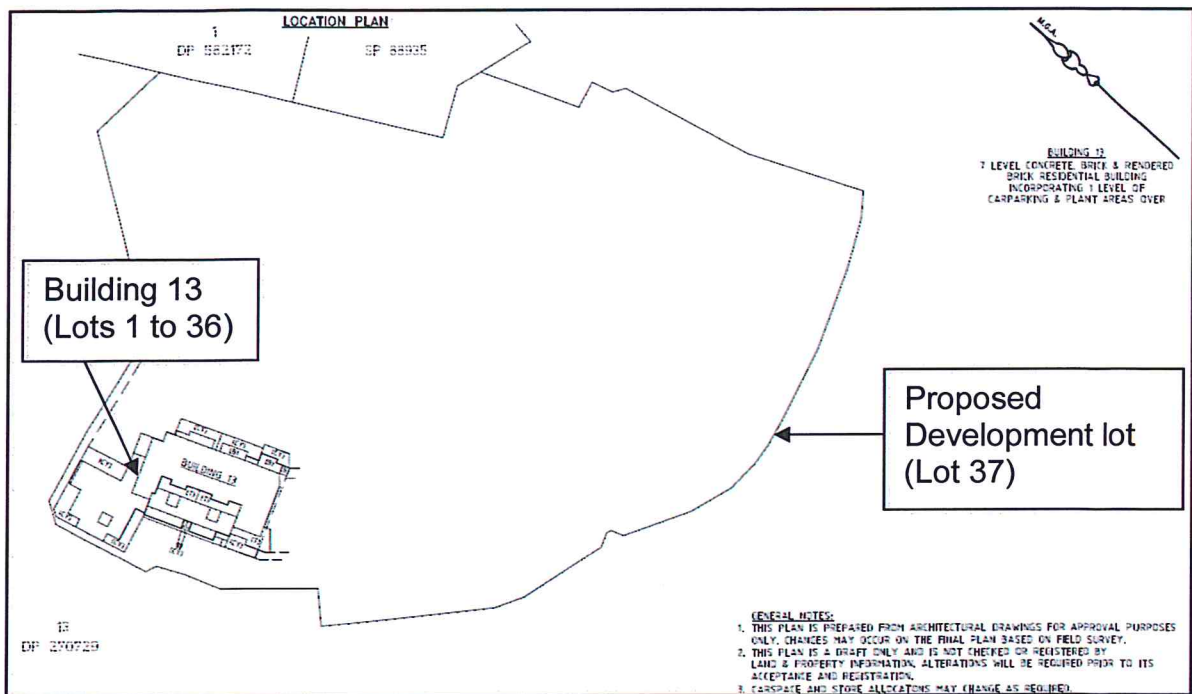 LOCATION PLAN
1
DP 582172
SP 88935
M.G.A.
BUILDING 13
7 LEVEL CONCRETE, BRICK & RENDERED
BRICK RESIDENTIAL BUILDING
INCORPORATING 1 LEVEL OF
CARPARKING & PLANT AREAS OVER
Building 13
(Lots 1 to 36)
BUILDING 13
Proposed
Development lot
(Lot 37)
13
DP 270729
GENERAL NOTES:
1. THIS PLAN IS PREPARED FROM ARCHITECTURAL DRAWINGS FOR APPROVAL PURPOSES
ONLY. CHANGES MAY OCCUR ON THE FINAL PLAN BASED ON FIELD SURVEY.
2. THIS PLAN IS A DRAFT ONLY AND IS NOT CHECKED OR REGISTERED BY
LAND & PROPERTY INFORMATION, ALTERATIONS WILL BE REQUIRED PRIOR TO ITS
ACCEPTANCE AND REGISTRATION.
3. CARSPACE AND STORE ALLOCATONS MAY CHANGE AS REQUIRED.